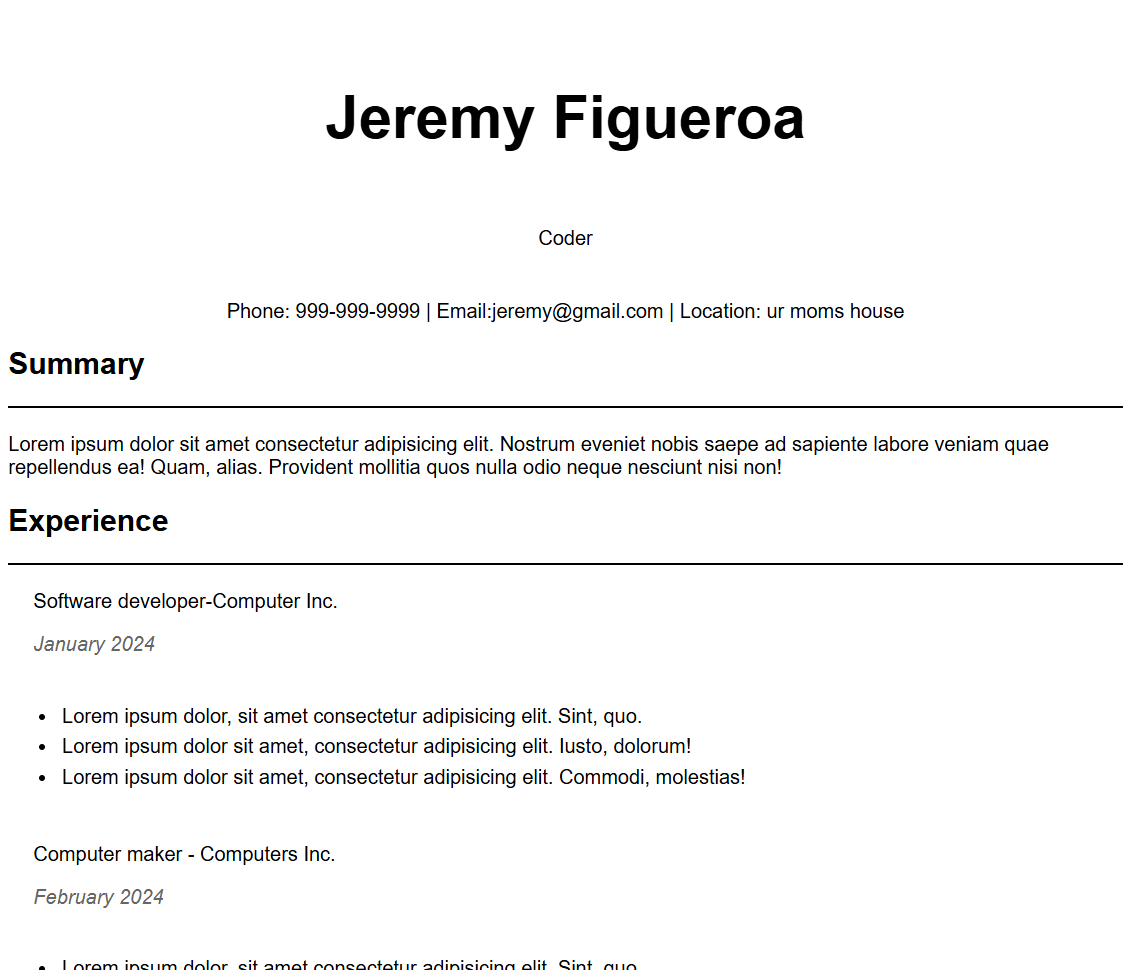 Jeremy Figueroa
Coder
Phone: 999-999-9999 | Email:jeremy@gmail.com | Location: ur moms house
Summary
Lorem ipsum dolor sit amet consectetur adipisicing elit. Nostrum eveniet nobis saepe ad sapiente labore veniam quae
repellendus ea! Quam, alias. Provident mollitia quos nulla odio neque nesciunt nisi non!
Experience
Software developer-Computer Inc.
January 2024
• Lorem ipsum dolor, sit amet consectetur adipisicing elit. Sint, quo.
• Lorem ipsum dolor sit amet, consectetur adipisicing elit. Iusto, dolorum!
• Lorem ipsum dolor sit amet, consectetur adipisicing elit. Commodi, molestias!
Computer maker - Computers Inc.
February 2024
• Lorem ipsum dolor, sit amet consectetur adipisicing elit. Sint, quo.